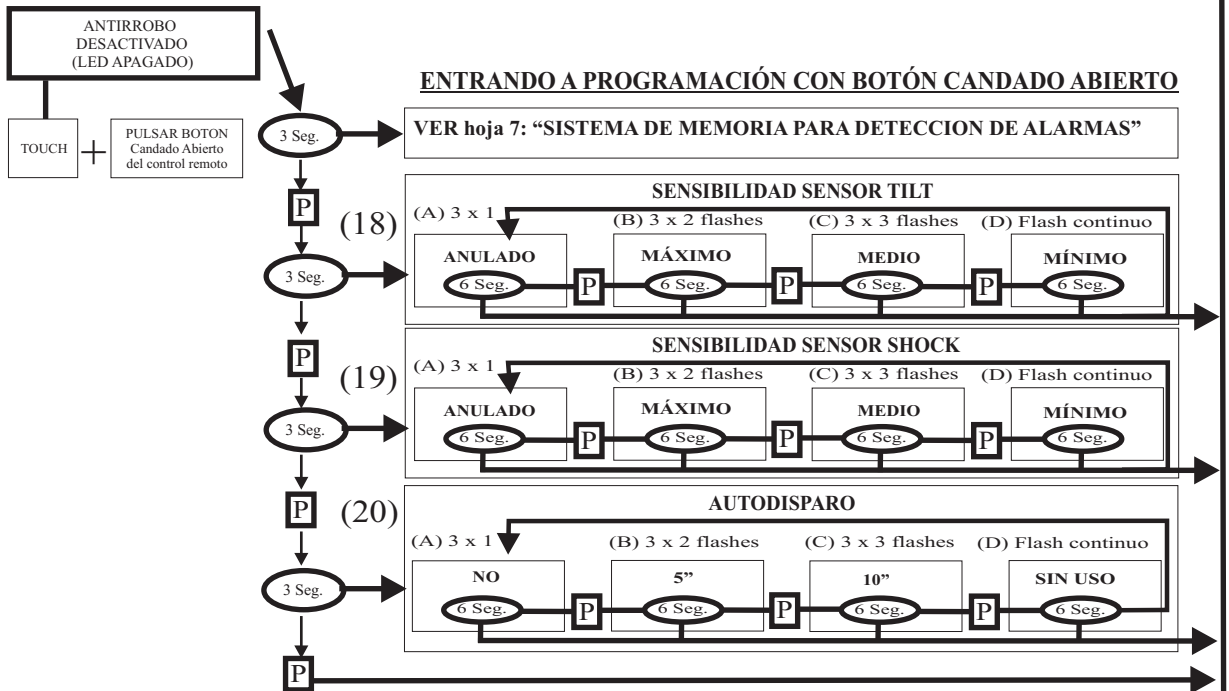 ANTIRROBO
DESACTIVADO
(LED APAGADO)
TOUCH
+
PULSAR BOTON
Candado Abierto
del control remoto
ENTRANDO A PROGRAMACIÓN CON BOTÓN CANDADO ABIERTO
3 Seg.
VER hoja 7: “SISTEMA DE MEMORIA PARA DETECCION DE ALARMAS”
P
(18)
3 Seg.
SENSIBILIDAD SENSOR TILT
(A) 3 x 1
(B) 3 x 2 flashes
(C) 3 x 3 flashes
(D) Flash continuo
ANULADO
6 Seg.
P
MÁXIMO
6 Seg.
P
MEDIO
6 Seg.
P
MÍNIMO
6 Seg.
P
(19)
3 Seg.
SENSIBILIDAD SENSOR SHOCK
(A) 3 x 1
(B) 3 x 2 flashes
(C) 3 x 3 flashes
(D) Flash continuo
ANULADO
6 Seg.
P
MÁXIMO
6 Seg.
P
MEDIO
6 Seg.
P
MÍNIMO
6 Seg.
P
(20)
3 Seg.
AUTODISPARO
(A) 3 x 1
(B) 3 x 2 flashes
(C) 3 x 3 flashes
(D) Flash continuo
NO
6 Seg.
P
5”
6 Seg.
P
10”
6 Seg.
P
SIN USO
6 Seg.
P